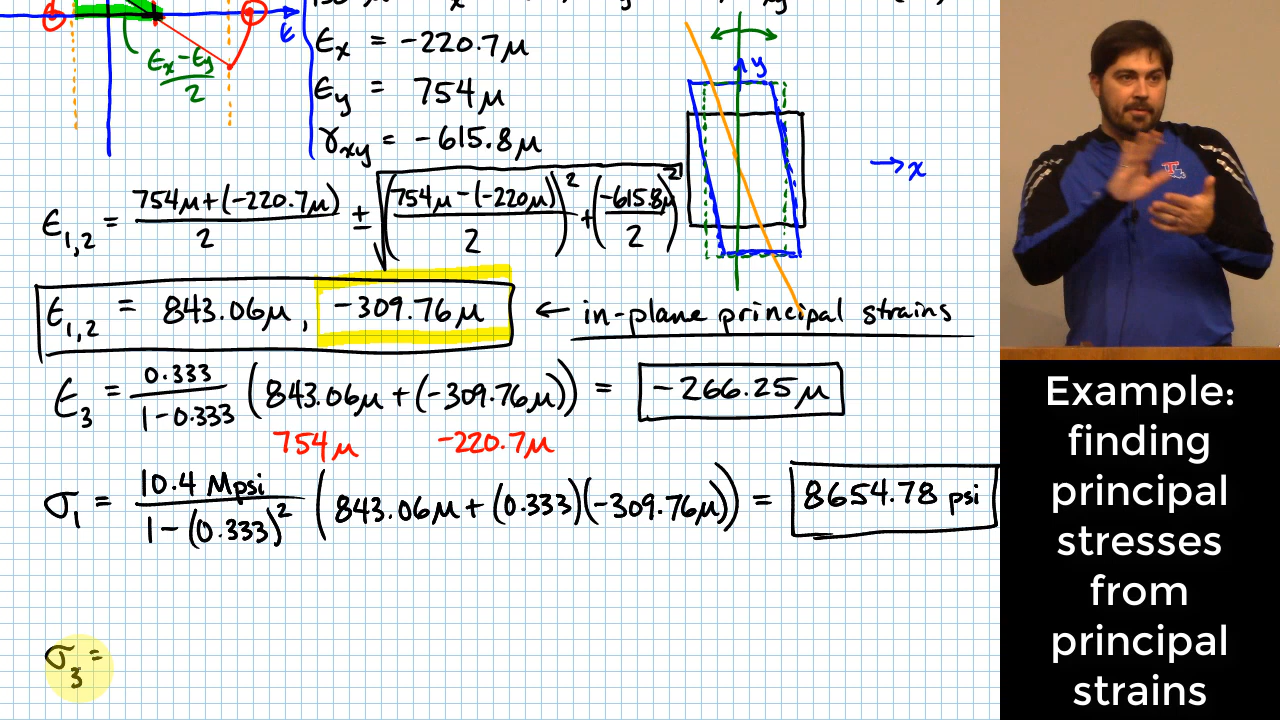 ϵ
ϵx − ϵy
2
ϵx = -220.7μ
ϵy = 754μ
γxy = -615.8μ
y
x
ϵ1,2 = 754μ+(-220.7μ)/2 ± √((754μ-(-220μ))/2)² + (-615.8μ/2)²
ϵ1,2 = 843.06μ, -309.76μ ← in-plane principal strains
ϵ3 = 0.333/1-0.333 (843.06μ+(-309.76μ)) = -266.25μ
754μ -220.7μ
σ1 = 10.4 Mpsi/1-(0.333)² (843.06μ+(0.333)(-309.76μ)) = 8654.78 psi
σ3 =
Example:
finding
principal
stresses
from
principal
strains